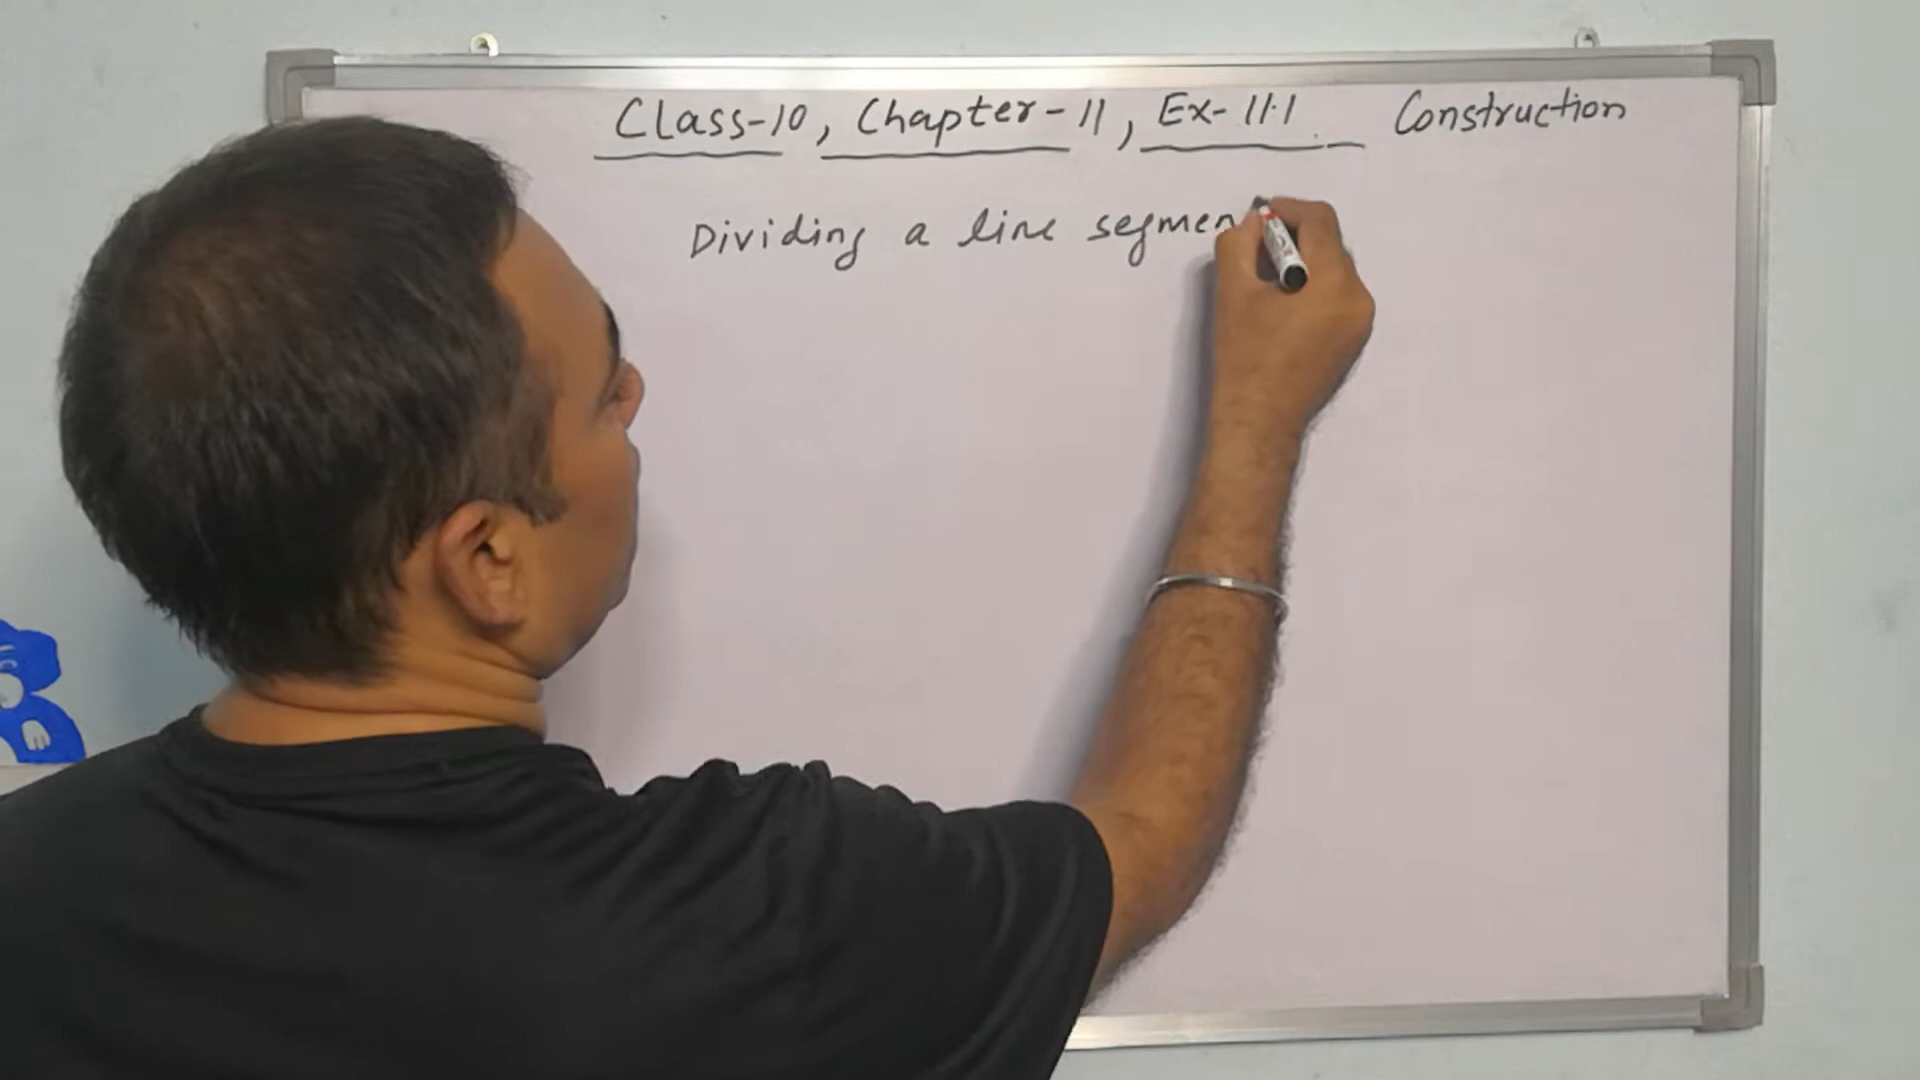 Class-10, Chapter-11, Ex-11.1 Construction
Dividing a line segmen